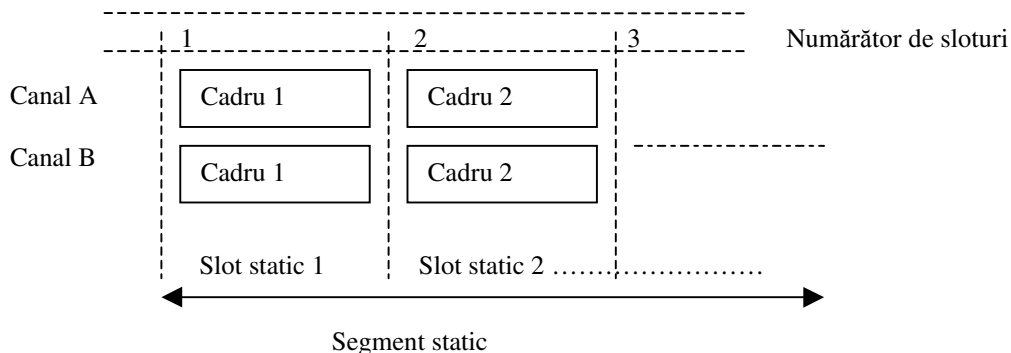 1 2 3 Numărător de sloturi
Canal A Cadru 1 Cadru 2
Canal B Cadru 1 Cadru 2
Slot static 1 Slot static 2 ……………………
Segment static